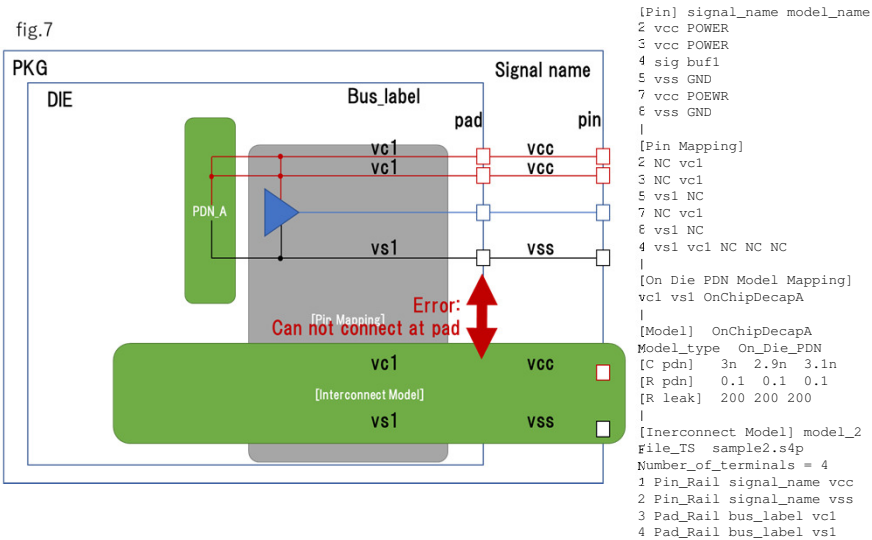 fig.7
PKG
Signal name
DIE
Bus_label
pad
pin
vc1
vcc
vc1
vcc
PDN_A
vs1
vss
Error:
[Pin Mapping]
Can not connect at pad
vc1
vcc
[Interconnect Model]
vs1
vss
[Pin] signal_name model_name
2 vcc POWER
3 vcc POWER
4 sig buf1
5 vss GND
7 vcc POEWR
8 vss GND
|
[Pin Mapping]
2 NC vc1
3 NC vc1
5 vs1 NC
7 NC vc1
8 vs1 NC
4 vs1 vc1 NC NC NC
|
[On Die PDN Model Mapping]
vc1 vs1 OnChipDecapA
|
[Model] OnChipDecapA
Model_type On_Die_PDN
[C pdn] 3n 2.9n 3.1n
[R pdn] 0.1 0.1 0.1
[R leak] 200 200 200
|
[Inerconnect Model] model_2
File_TS sample2.s4p
Number_of_terminals = 4
1 Pin_Rail signal_name vcc
2 Pin_Rail signal_name vss
3 Pad_Rail bus_label vc1
4 Pad_Rail bus_label vs1